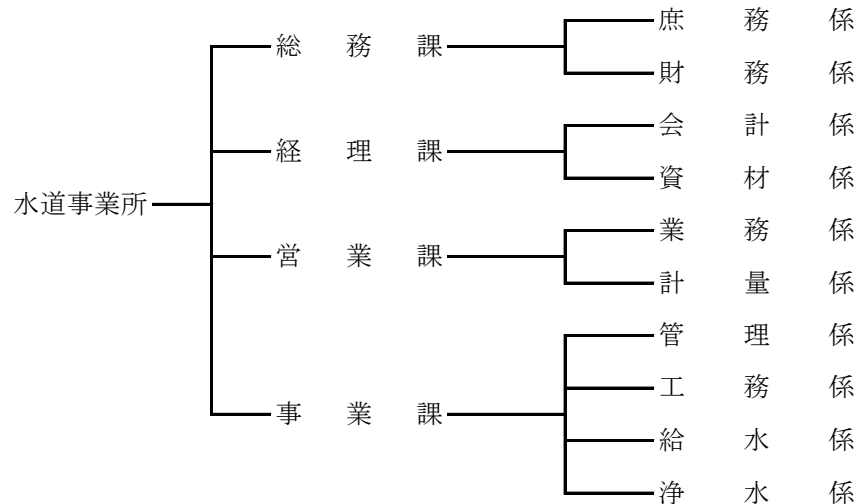 水道事業所
総務課
庶務係
財務係
経理課
会計係
資材係
営業課
業務係
計量係
事業課
管理係
工務係
給水係
浄水係